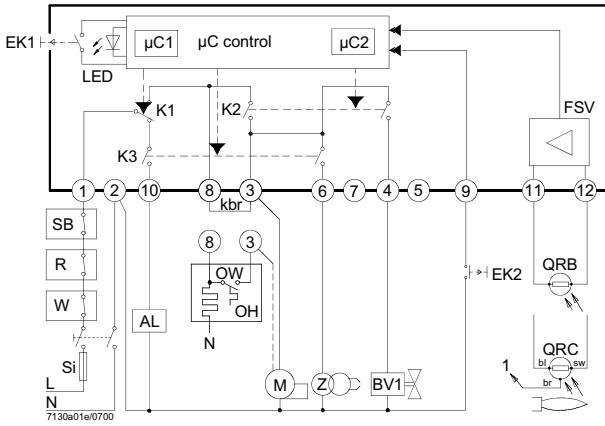 EK1
LED
µC1
µC control
µC2
FSV
K1
K2
K3
1
2
10
8
3
6
7
4
5
9
11
12
kbr
SB
R
W
Si
L
N
7130a01e/0700
AL
8
3
OW
OH
N
M
Z
BV1
EK2
QRB
QRC
bl
sw
br
1